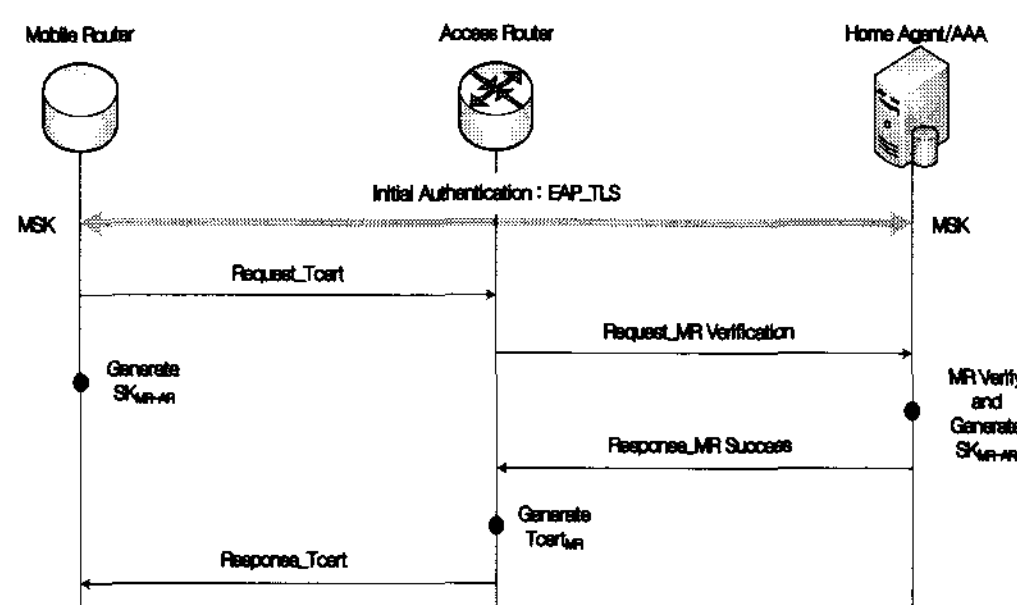 Mobile Router
Access Router
Home Agent/AAA
Initial Authentication : EAP_TLS
MSK
MSK
Request_Tcert
Request_MR Verification
Generate
SK_MR-AR
MR Verify
and
Generate
SK_MR-AR
Response_MR Success
Generate
Tcert_MR
Response_Tcert